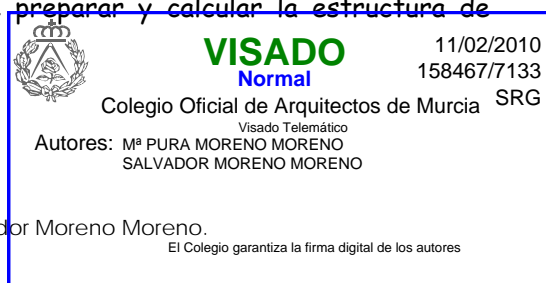 preparar y calcular la estructura de
VISADO
Normal
11/02/2010
158467/7133
SRG
Colegio Oficial de Arquitectos de Murcia
Visado Telemático
Autores: Mª PURA MORENO MORENO
SALVADOR MORENO MORENO
dor Moreno Moreno.
El Colegio garantiza la firma digital de los autores